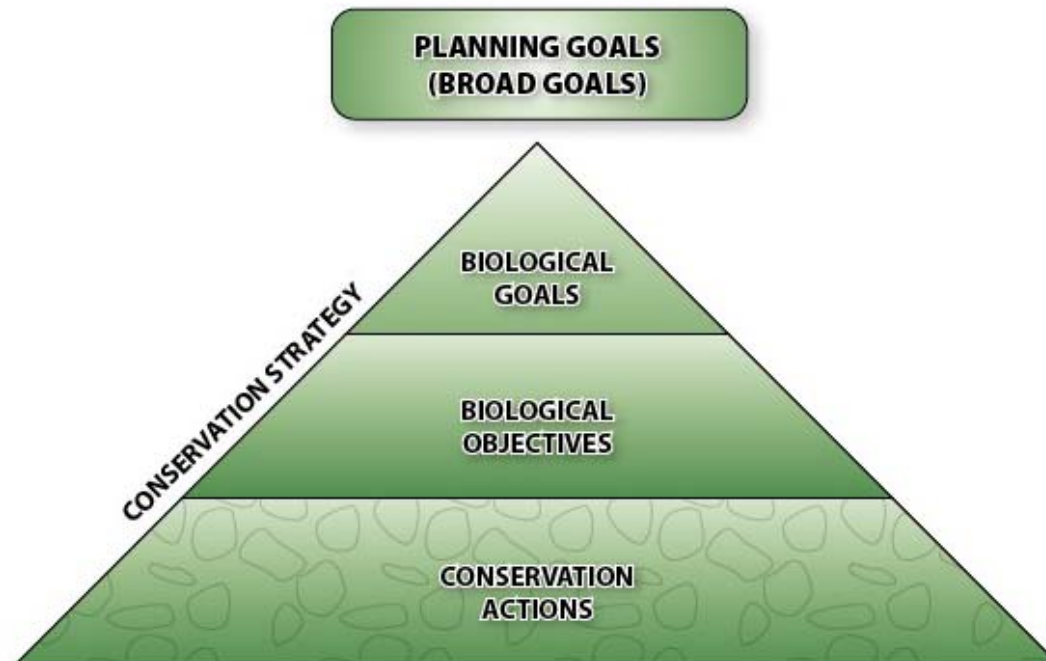 PLANNING GOALS
(BROAD GOALS)
BIOLOGICAL
GOALS
CONSERVATION STRATEGY
BIOLOGICAL
OBJECTIVES
CONSERVATION
ACTIONS